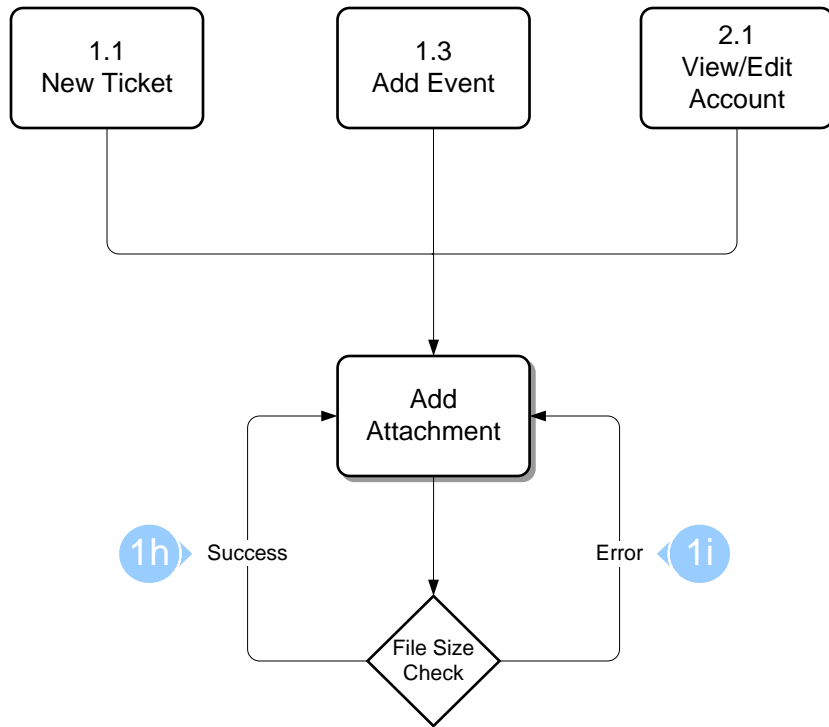 1.1
New Ticket
1.3
Add Event
2.1
View/Edit
Account
Add
Attachment
1h
Success
Error
1i
File Size
Check